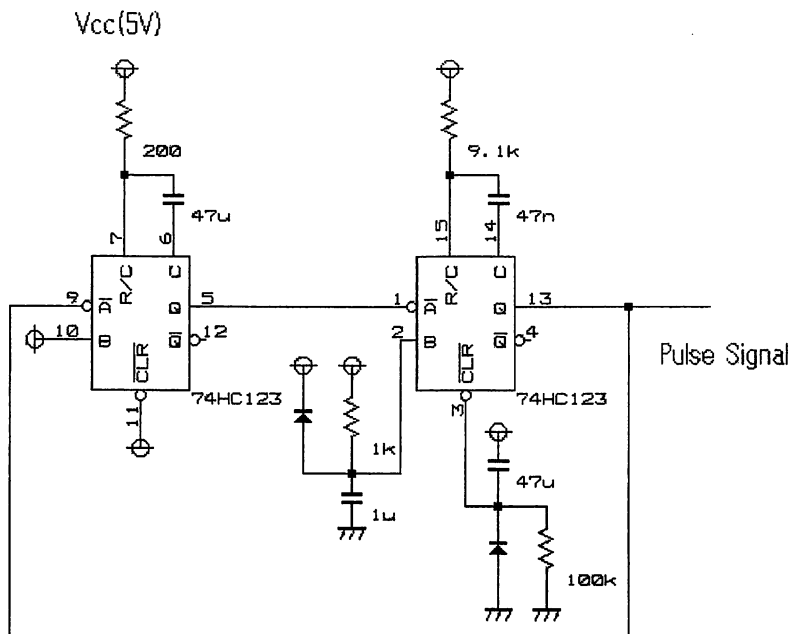 Vcc(5V)
200
47u
7
6
R/C
C
9
A
Q
5
10
B
Q
12
CLR
11
74HC123
9.1k
47n
15
14
R/C
C
1
A
Q
13
2
B
Q
4
CLR
3
74HC123
Pulse Signal
1k
1u
47u
100k